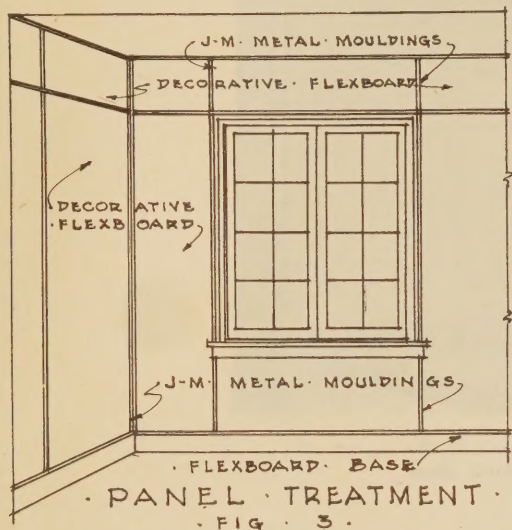 J-M· METAL· MOULDINGS
DECORATIVE· FLEXBOARD
DECORATIVE
·FLEXBOARD
J-M· METAL· MOULDINGS
·FLEXBOARD· BASE
·PANEL·TREATMENT·
·FIG·3·